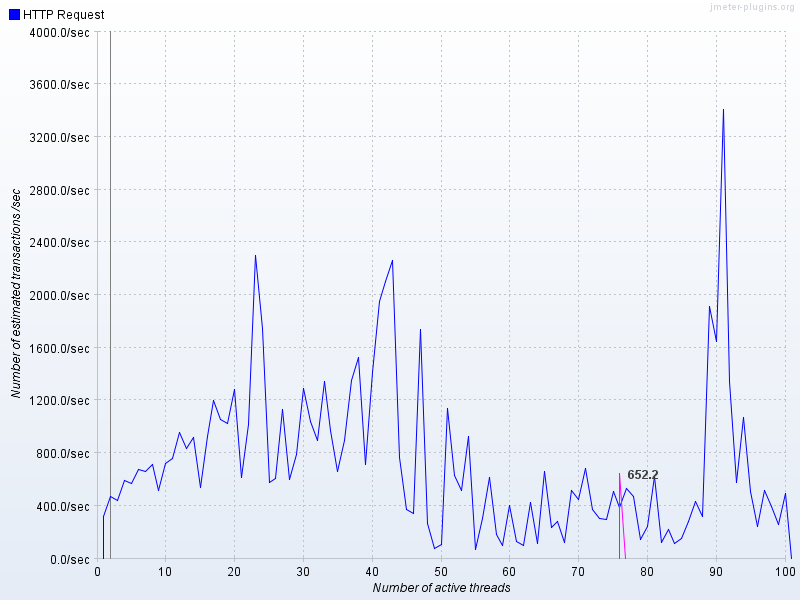 jmeter-plugins.org
HTTP Request
4000.0/sec
3600.0/sec
3200.0/sec
2800.0/sec
2400.0/sec
2000.0/sec
1600.0/sec
1200.0/sec
800.0/sec
400.0/sec
0.0/sec
Number of estimated transactions /sec
652.2
0 10 20 30 40 50 60 70 80 90 100
Number of active threads